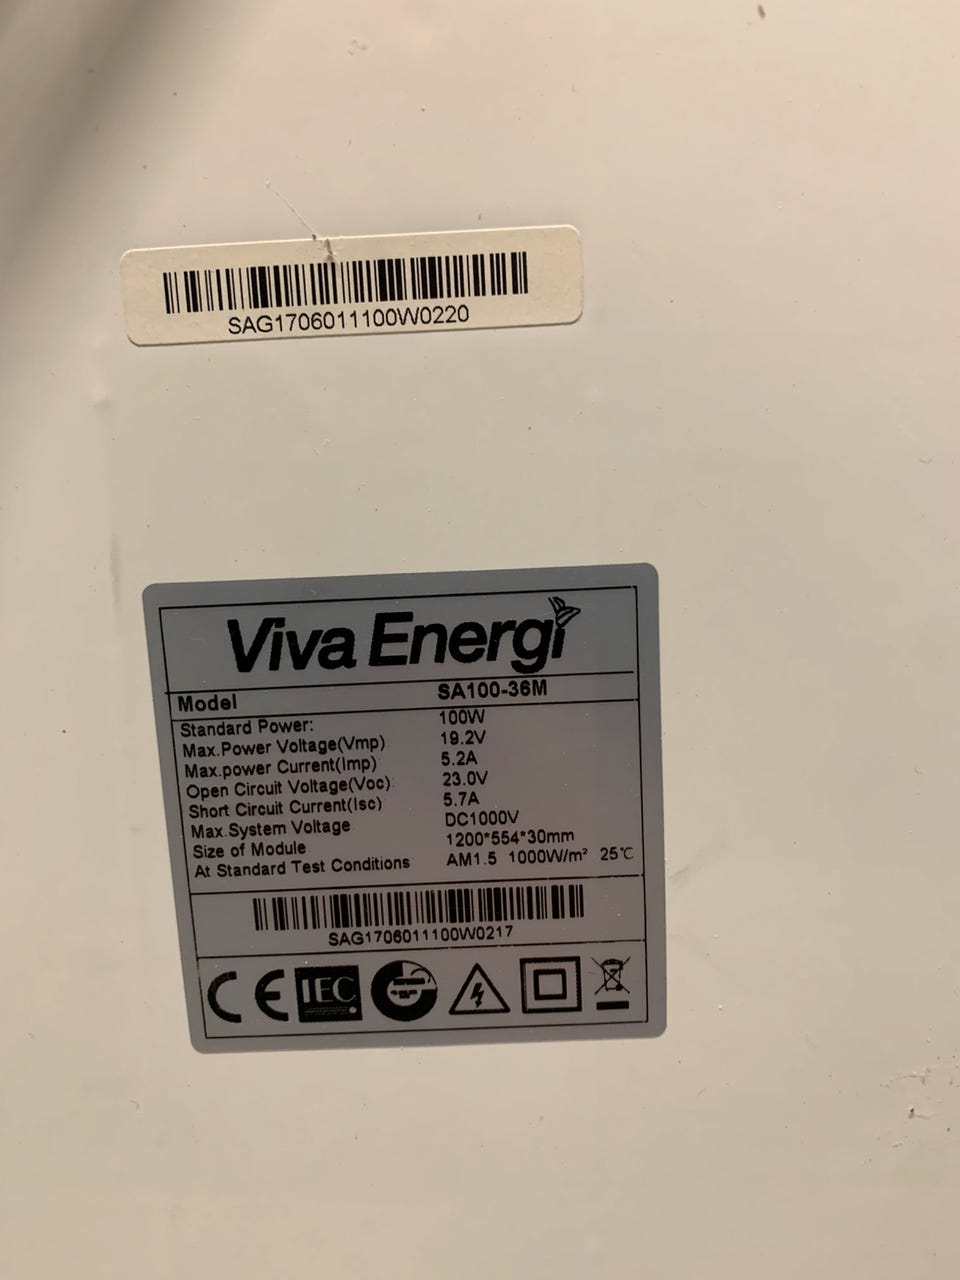 SAG1706011100W0220
Viva Energi
Model SA100-36M
Standard Power: 100W
Max.Power Voltage(Vmp) 19.2V
Max.power Current(Imp) 5.2A
Open Circuit Voltage(Voc) 23.0V
Short Circuit Current(Isc) 5.7A
Max.System Voltage DC1000V
Size of Module 1200*554*30mm
At Standard Test Conditions AM1.5 1000W/m² 25℃
SAG1706011100W0217
CE IEC